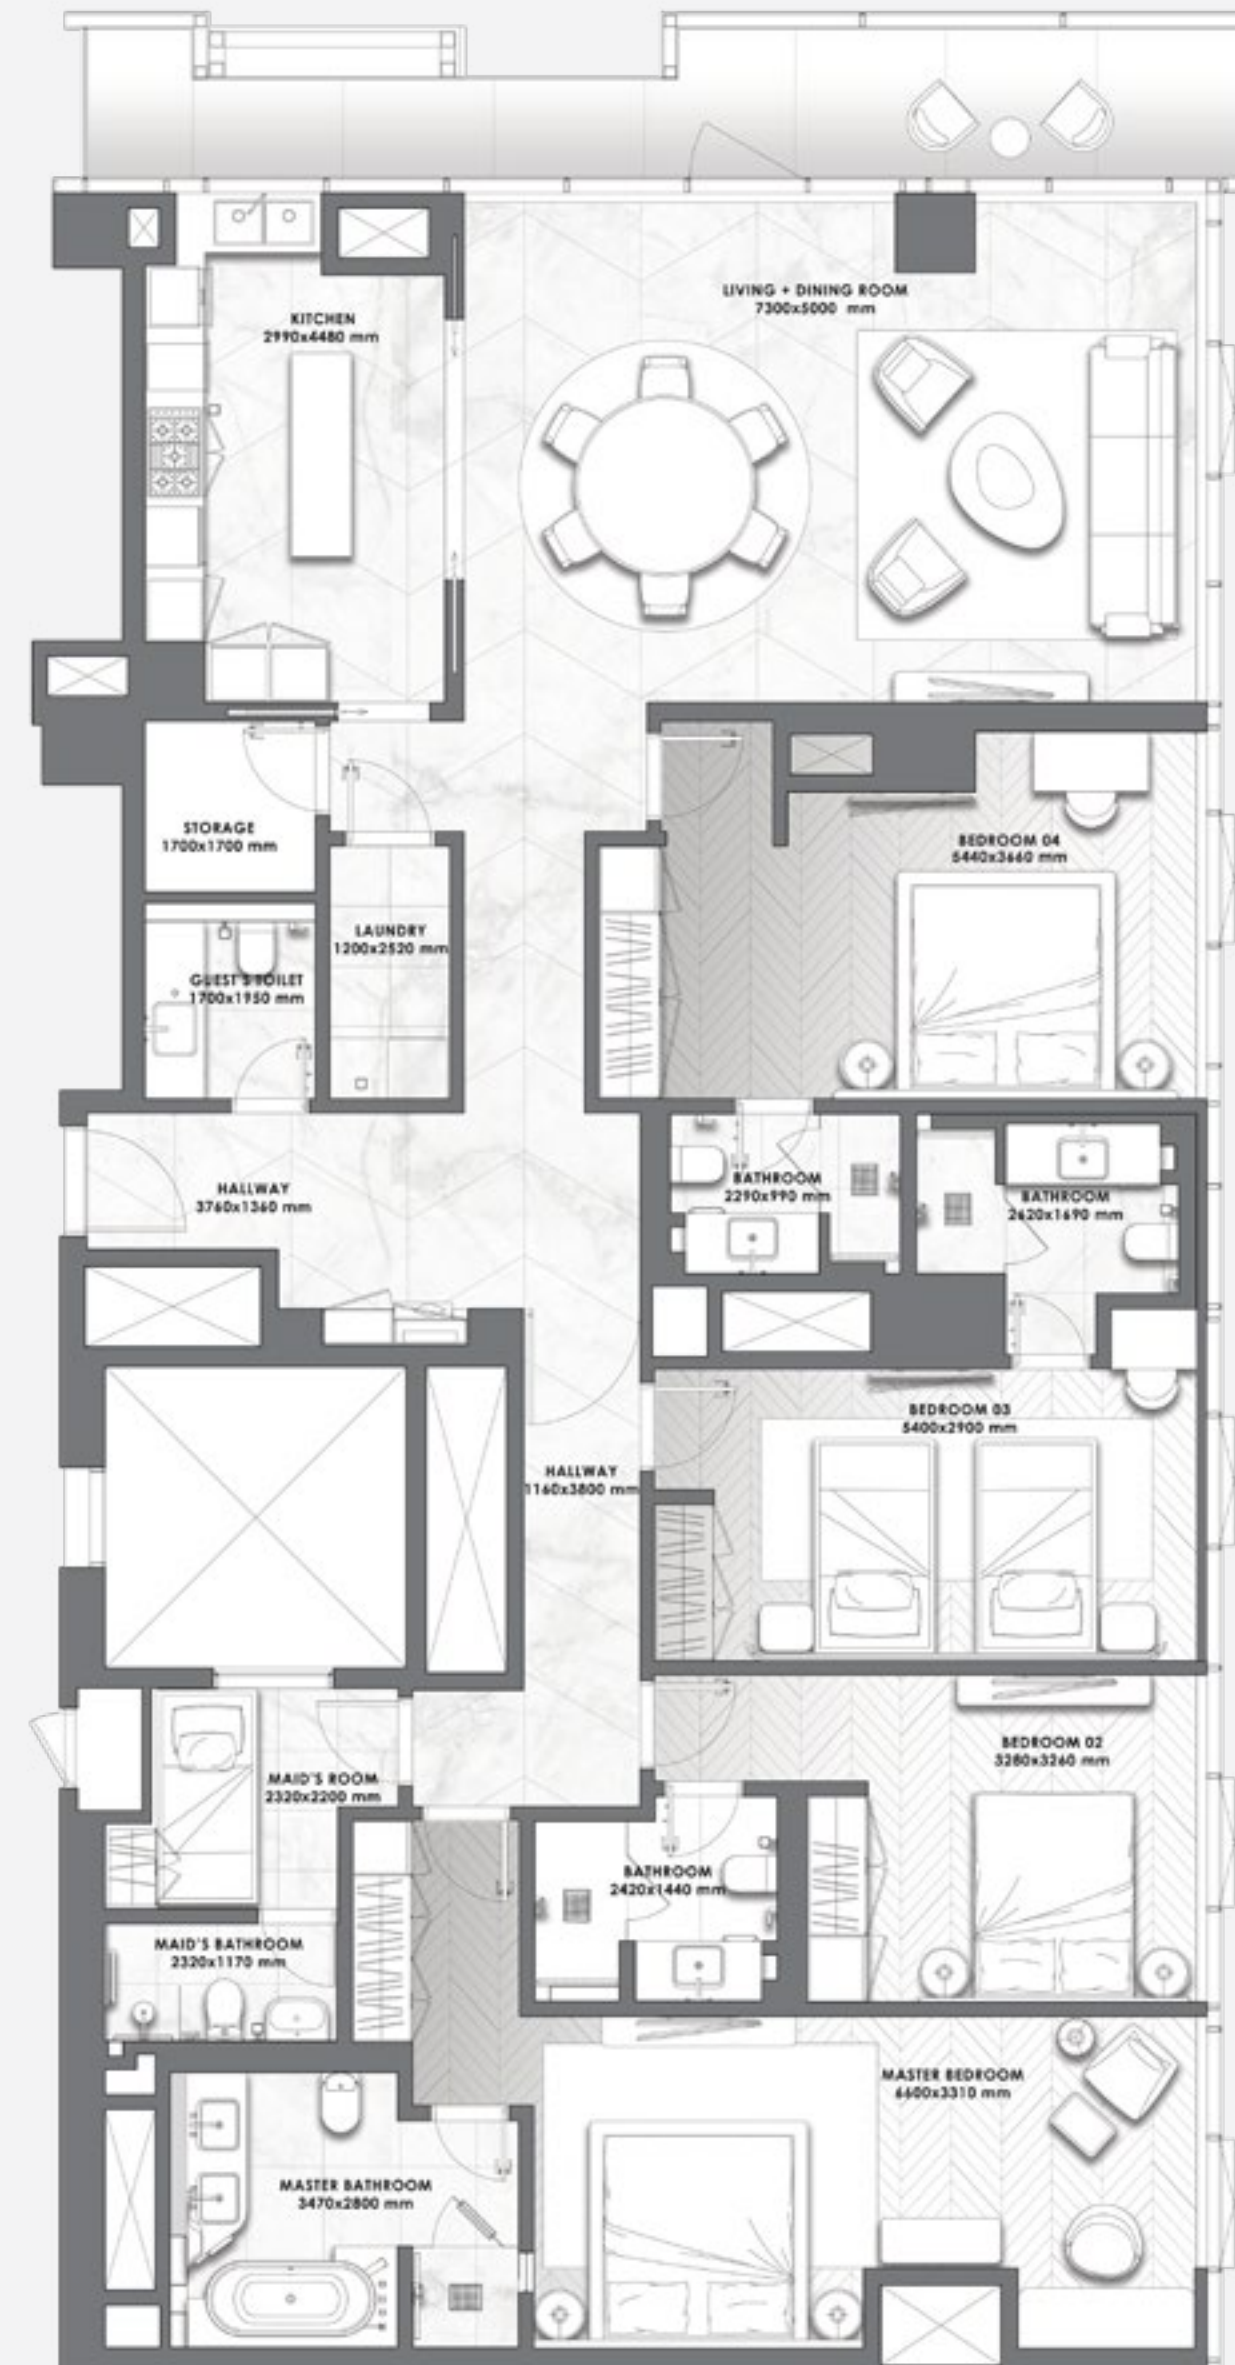 LIVING + DINING ROOM
7300x5000 mm
KITCHEN
2990x4480 mm
STORAGE
1700x1700 mm
BEDROOM 04
5440x3660 mm
LAUNDRY
1200x2520 mm
GUEST'S TOILET
1700x1950 mm
HALLWAY
3760x1360 mm
BATHROOM
2290x990 mm
BATHROOM
2620x1690 mm
BEDROOM 03
5400x2900 mm
HALLWAY
1160x3800 mm
BEDROOM 02
3280x3260 mm
MAID'S ROOM
2320x2200 mm
BATHROOM
2420x1440 mm
MAID'S BATHROOM
2320x1170 mm
MASTER BEDROOM
6600x3310 mm
MASTER BATHROOM
3470x2800 mm